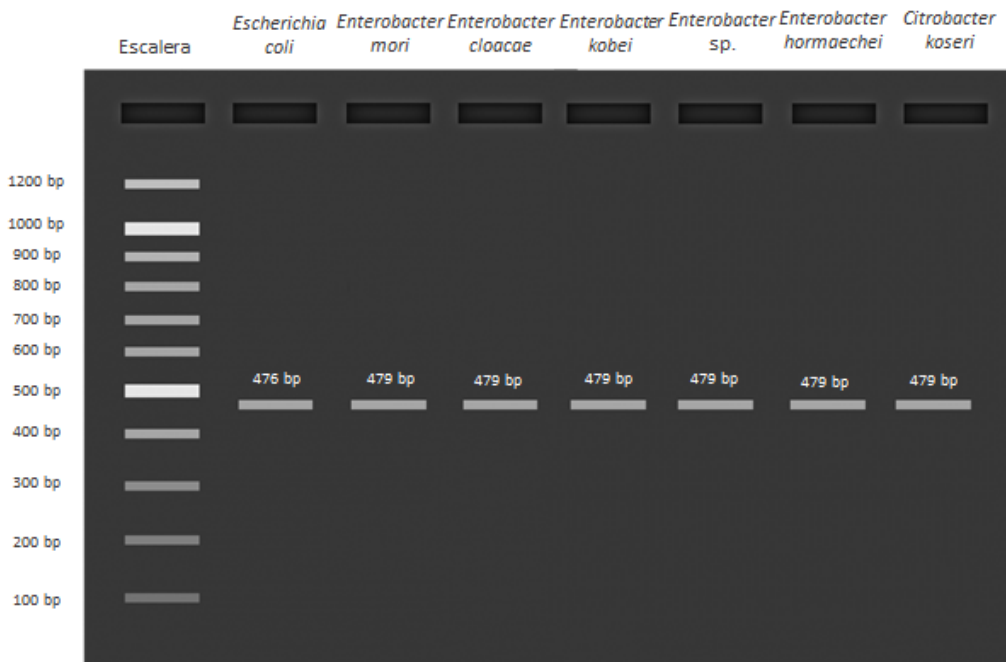 Escalera
Escherichia
coli
Enterobacter
mori
Enterobacter
cloacae
Enterobacter
kobei
Enterobacter
sp.
Enterobacter
hormaechei
Citrobacter
koseri
1200 bp
1000 bp
900 bp
800 bp
700 bp
600 bp
500 bp
400 bp
300 bp
200 bp
100 bp
476 bp
479 bp
479 bp
479 bp
479 bp
479 bp
479 bp